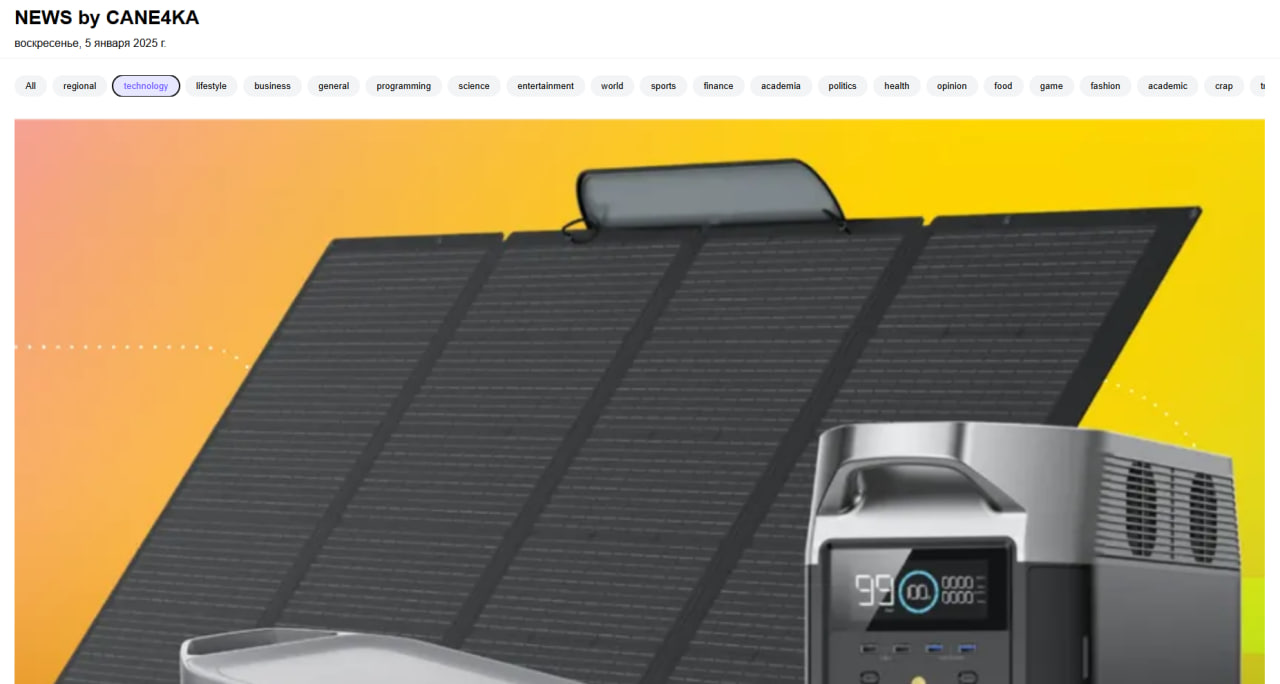 NEWS by CANE4KA
воскресенье, 5 января 2025 г.
All regional technology lifestyle business general programming science entertainment world sports finance academia politics health opinion food game fashion academic crap
99 100